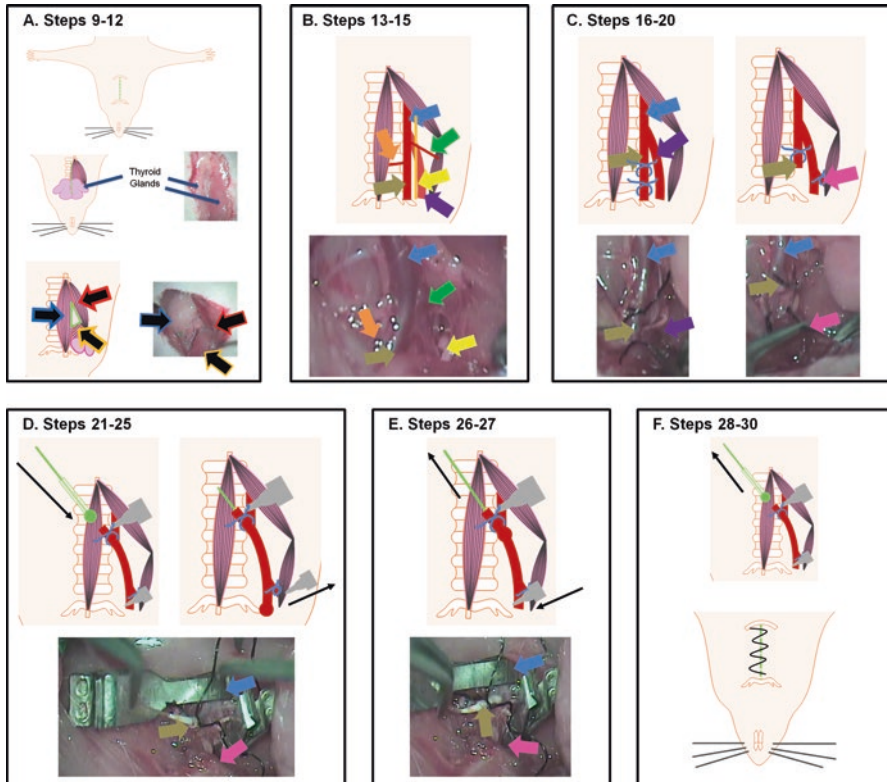 A. Steps 9-12
Thyroid
Glands
B. Steps 13-15
C. Steps 16-20
D. Steps 21-25
E. Steps 26-27
F. Steps 28-30